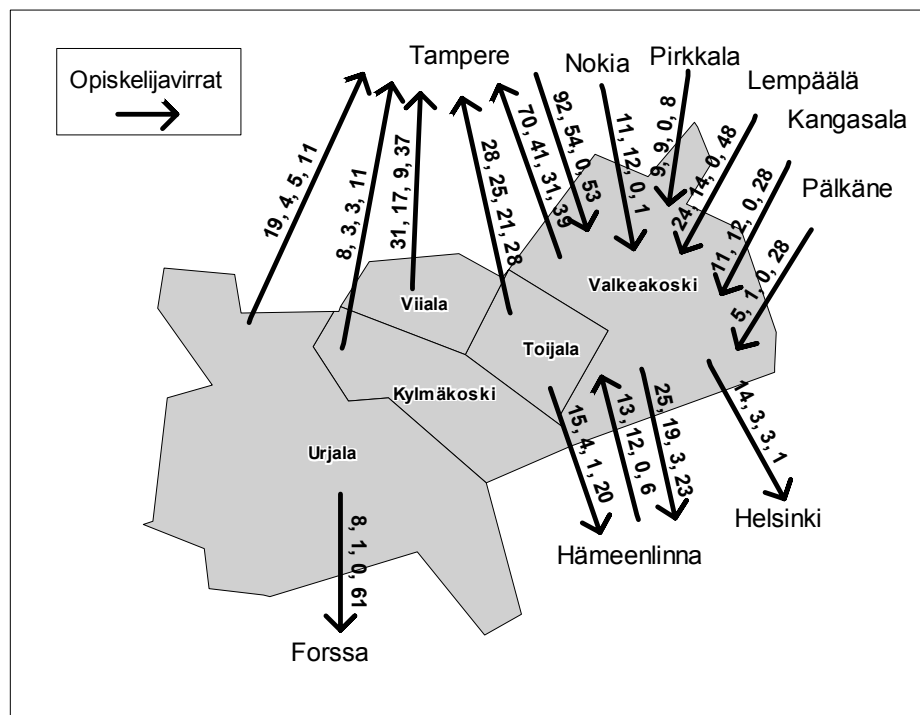 Opiskelijavirrat
Tampere
Nokia
Pirkkala
Lempäälä
Kangasala
Pälkäne
19, 4, 5, 11
8, 3, 3, 11
31, 17, 9, 37
28, 25, 21, 28
70, 41, 31, 39
92, 54, 0, 53
11, 12, 0, 1
9, 9, 0, 8
24, 14, 0, 48
11, 12, 0, 28
5, 1, 0, 28
Valkeakoski
Viiala
Toijala
Kylmäkoski
Urjala
15, 4, 1, 20
13, 12, 0, 6
25, 19, 3, 23
14, 3, 3, 1
8, 1, 0, 61
Helsinki
Hämeenlinna
Forssa